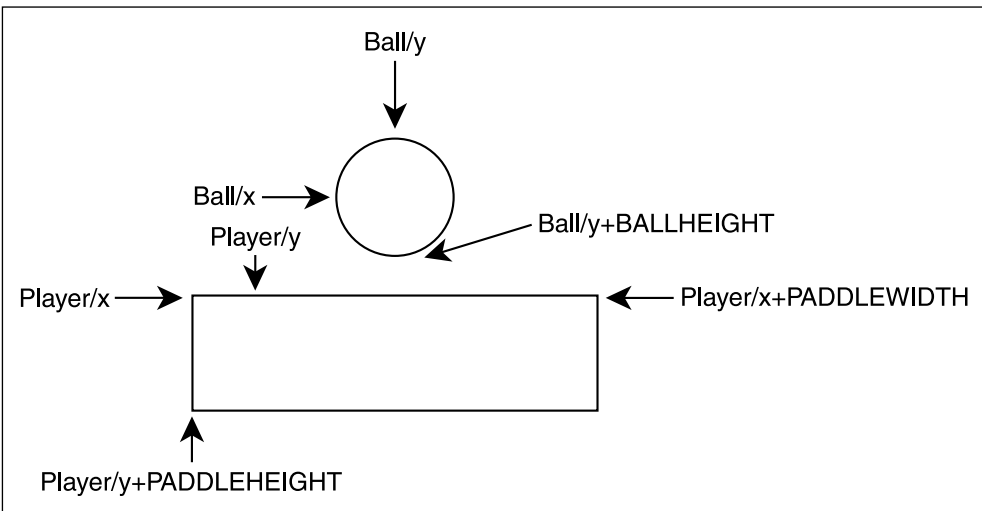 Ball/y
Ball/x
Ball/y+BALLHEIGHT
Player/y
Player/x
Player/x+PADDLEWIDTH
Player/y+PADDLEHEIGHT